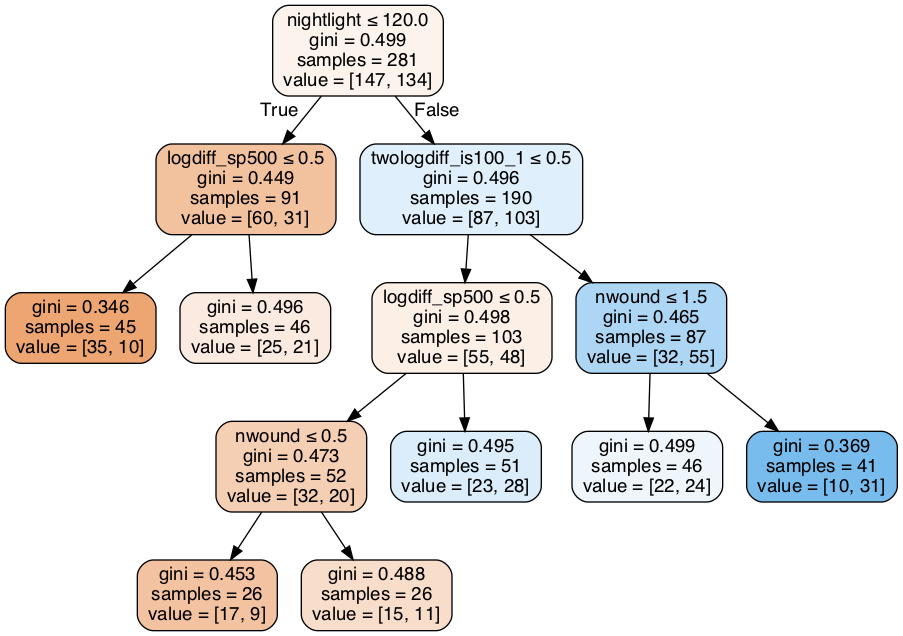 nightlight ≤ 120.0
gini = 0.499
samples = 281
value = [147, 134]
True
False
logdiff_sp500 ≤ 0.5
gini = 0.449
samples = 91
value = [60, 31]
twologdiff_is100_1 ≤ 0.5
gini = 0.496
samples = 190
value = [87, 103]
gini = 0.346
samples = 45
value = [35, 10]
gini = 0.496
samples = 46
value = [25, 21]
logdiff_sp500 ≤ 0.5
gini = 0.498
samples = 103
value = [55, 48]
nwound ≤ 1.5
gini = 0.465
samples = 87
value = [32, 55]
nwound ≤ 0.5
gini = 0.473
samples = 52
value = [32, 20]
gini = 0.495
samples = 51
value = [23, 28]
gini = 0.499
samples = 46
value = [22, 24]
gini = 0.369
samples = 41
value = [10, 31]
gini = 0.453
samples = 26
value = [17, 9]
gini = 0.488
samples = 26
value = [15, 11]